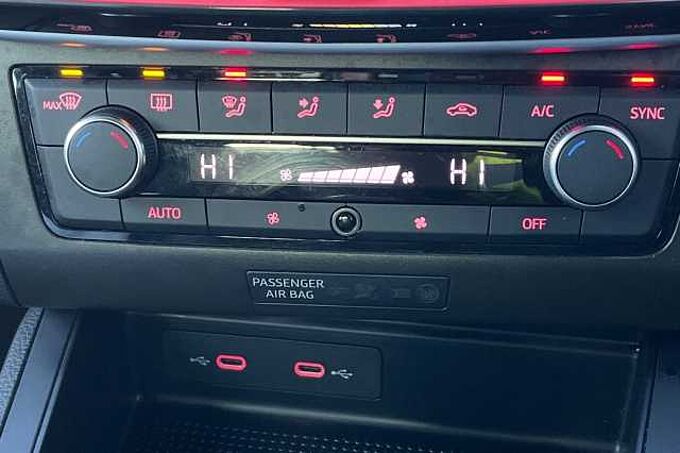 MAX
A/C
SYNC
HI
HI
AUTO
OFF
PASSENGER
AIR BAG